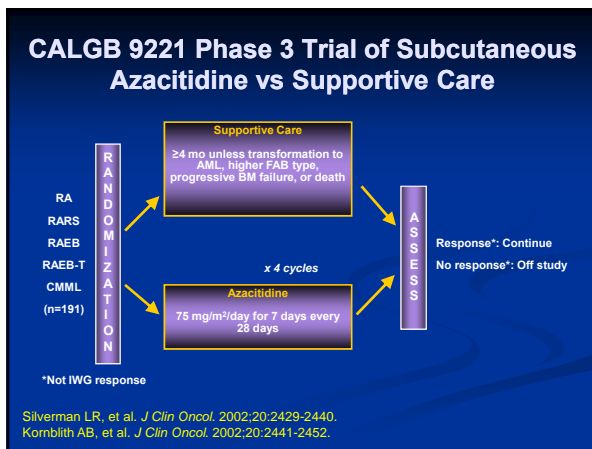 CALGB 9221 Phase 3 Trial of Subcutaneous
Azacitidine vs Supportive Care
RA
RARS
RAEB
RAEB-T
CMML
(n=191)
RANDOMIZATION
Supportive Care
≥4 mo unless transformation to
AML, higher FAB type,
progressive BM failure, or death
x 4 cycles
Azacitidine
75 mg/m²/day for 7 days every
28 days
ASSESS
Response*: Continue
No response*: Off study
*Not IWG response
Silverman LR, et al. J Clin Oncol. 2002;20:2429-2440.
Kornblith AB, et al. J Clin Oncol. 2002;20:2441-2452.